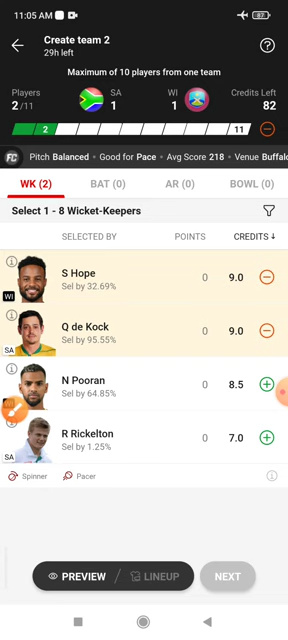 11:05 AM
87
Create team 2
29h left
Maximum of 10 players from one team
Players
2/11
SA
1
WI
1
Credits Left
82
2
11
FC Pitch Balanced • Good for Pace • Avg Score 218 • Venue Buffalo
WK (2) BAT (0) AR (0) BOWL (0)
Select 1 - 8 Wicket-Keepers
SELECTED BY POINTS CREDITS ↓
S Hope
Sel by 32.69%
0 9.0
WI
Q de Kock
Sel by 95.55%
0 9.0
SA
N Pooran
Sel by 64.85%
0 8.5
R Rickelton
Sel by 1.25%
0 7.0
SA
Spinner Pacer
PREVIEW / LINEUP NEXT